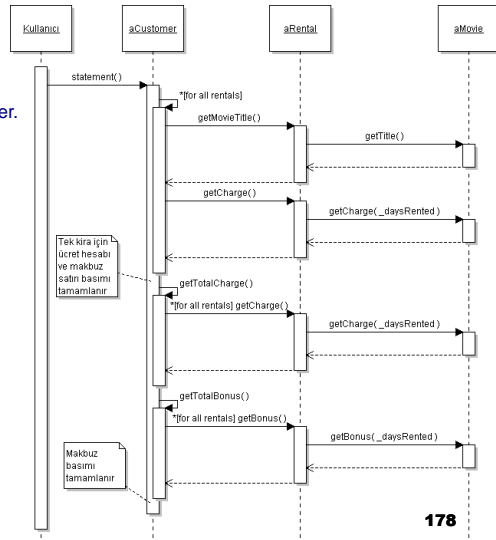 Kullanıcı
aCustomer
aRental
aMovie
statement( )
er.
*[for all rentals]
getMovieTitle( )
getTitle( )
getCharge( )
getCharge( _daysRented )
Tek kira için
ücret hesabı
ve makbuz
satırı basımı
tamamlanır
getTotalCharge( )
*[for all rentals] getCharge( )
getCharge( _daysRented )
getTotalBonus( )
*[for all rentals] getBonus( )
getBonus( _daysRented )
Makbuz
basımı
tamamlanır
178